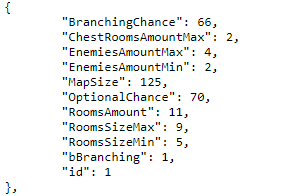 {
"BranchingChance": 66,
"ChestRoomsAmountMax": 2,
"EnemiesAmountMax": 4,
"EnemiesAmountMin": 2,
"MapSize": 125,
"OptionalChance": 70,
"RoomsAmount": 11,
"RoomsSizeMax": 9,
"RoomsSizeMin": 5,
"bBranching": 1,
"id": 1
},